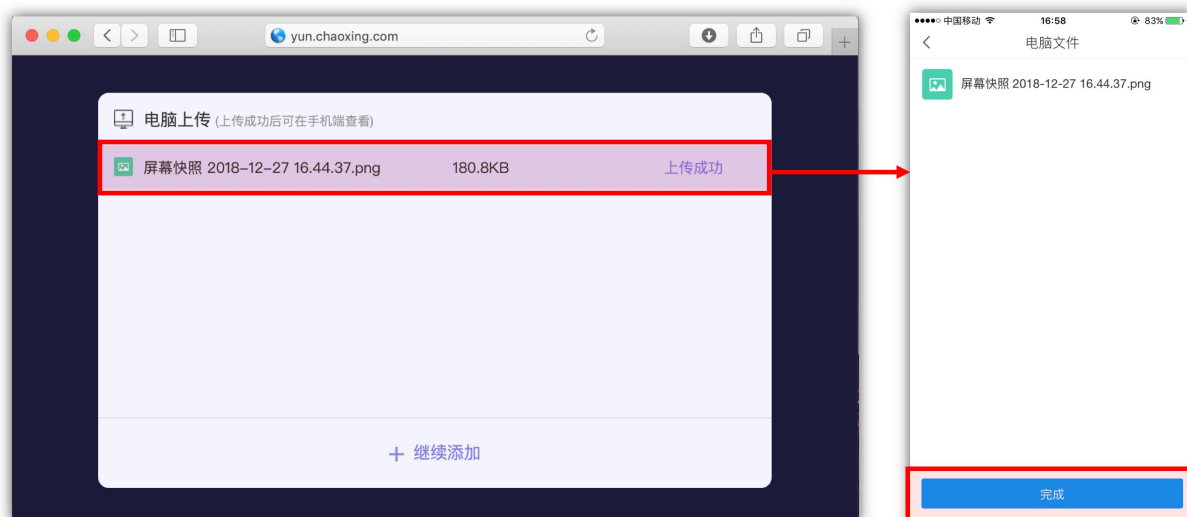 yun.chaoxing.com
电脑上传 (上传成功后可在手机端查看)
屏幕快照 2018-12-27 16.44.37.png 180.8KB 上传成功
+ 继续添加
中国移动 16:58 83%
电脑文件
屏幕快照 2018-12-27 16.44.37.png
完成